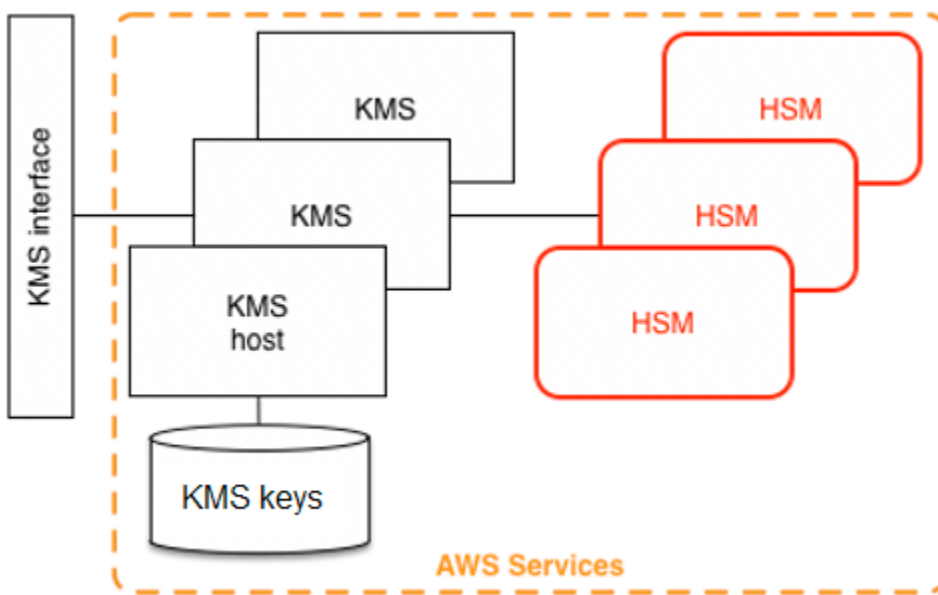 KMS interface
KMS
KMS
KMS
host
KMS keys
HSM
HSM
HSM
AWS Services